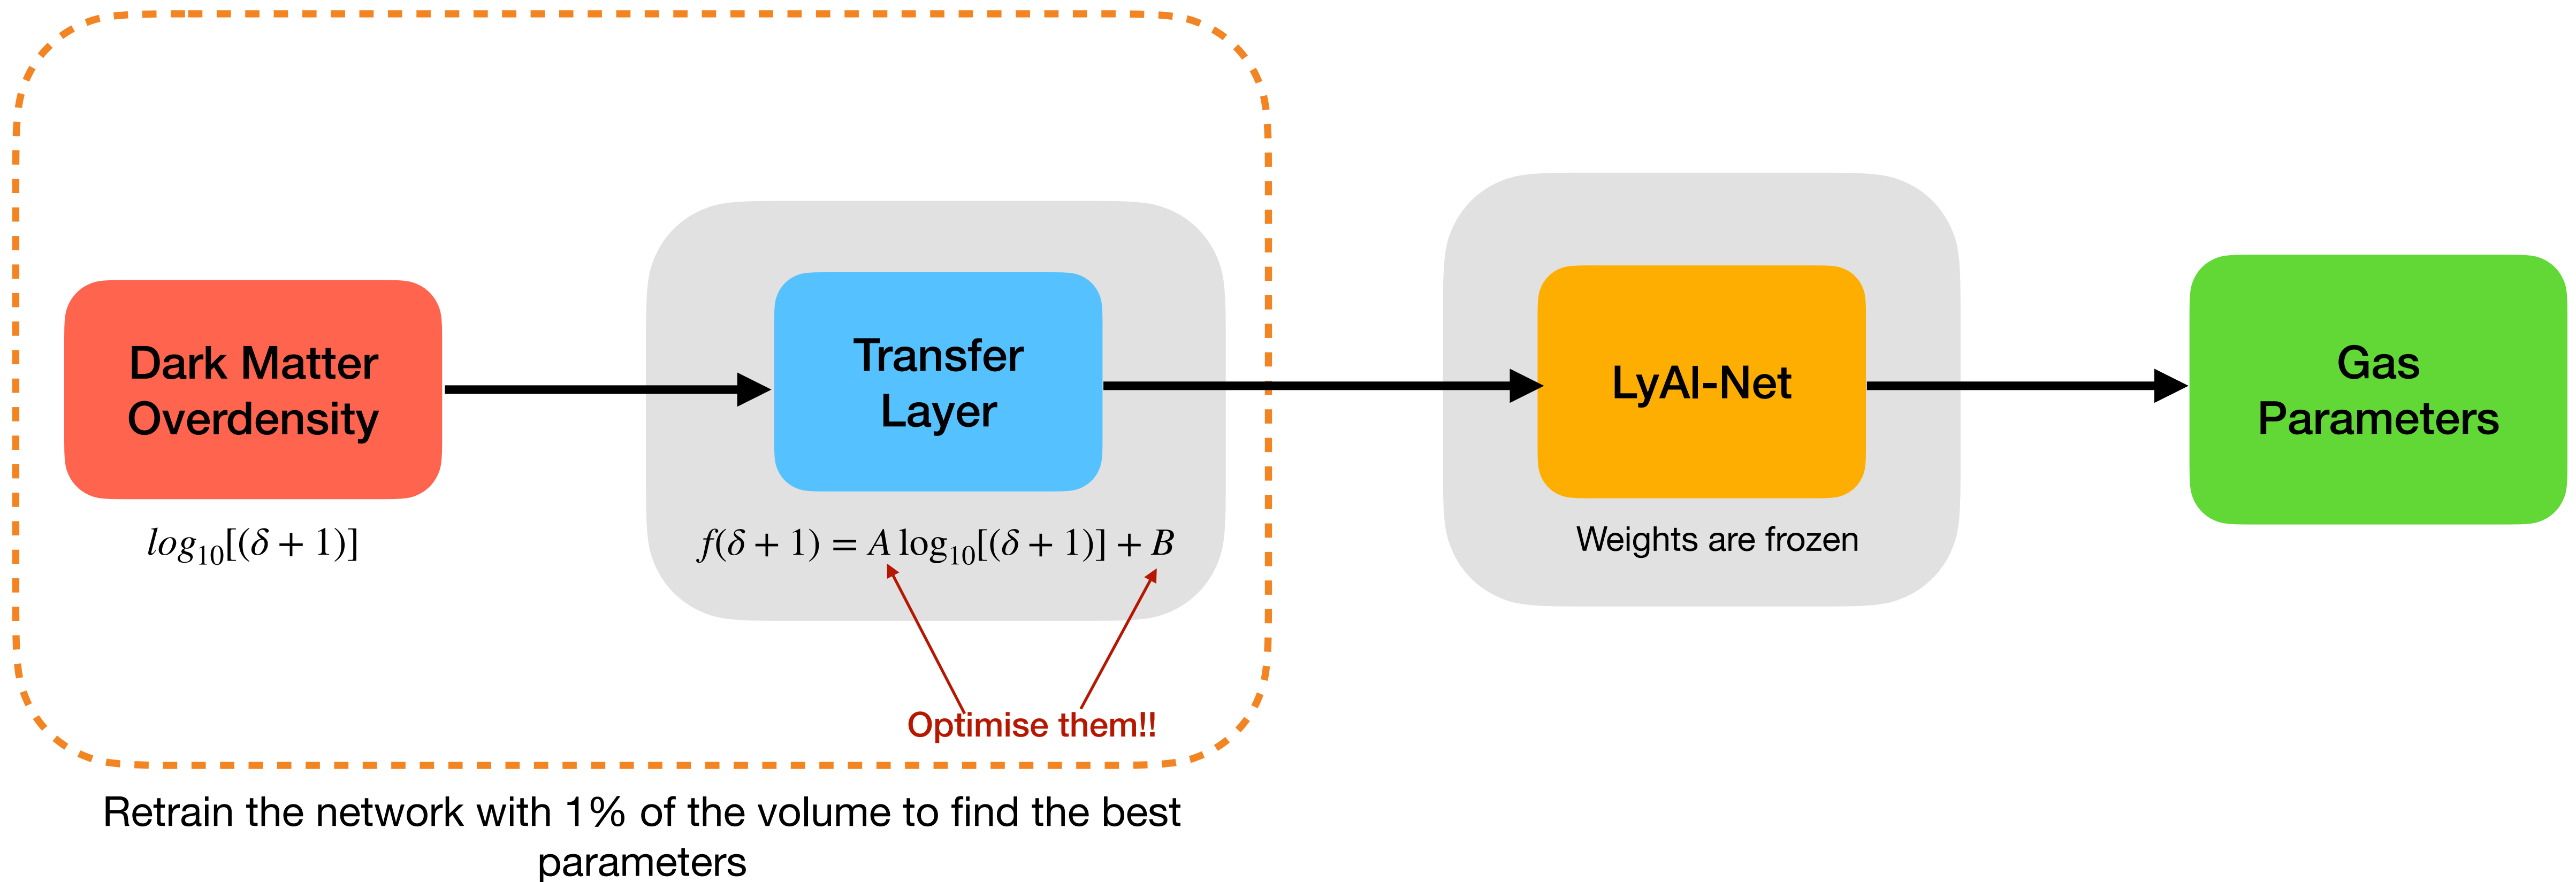 Dark Matter
Overdensity
log₁₀[(δ + 1)]
Transfer
Layer
f(δ + 1) = A log₁₀[(δ + 1)] + B
Optimise them!!
LyAl-Net
Weights are frozen
Gas
Parameters
Retrain the network with 1% of the volume to find the best
parameters